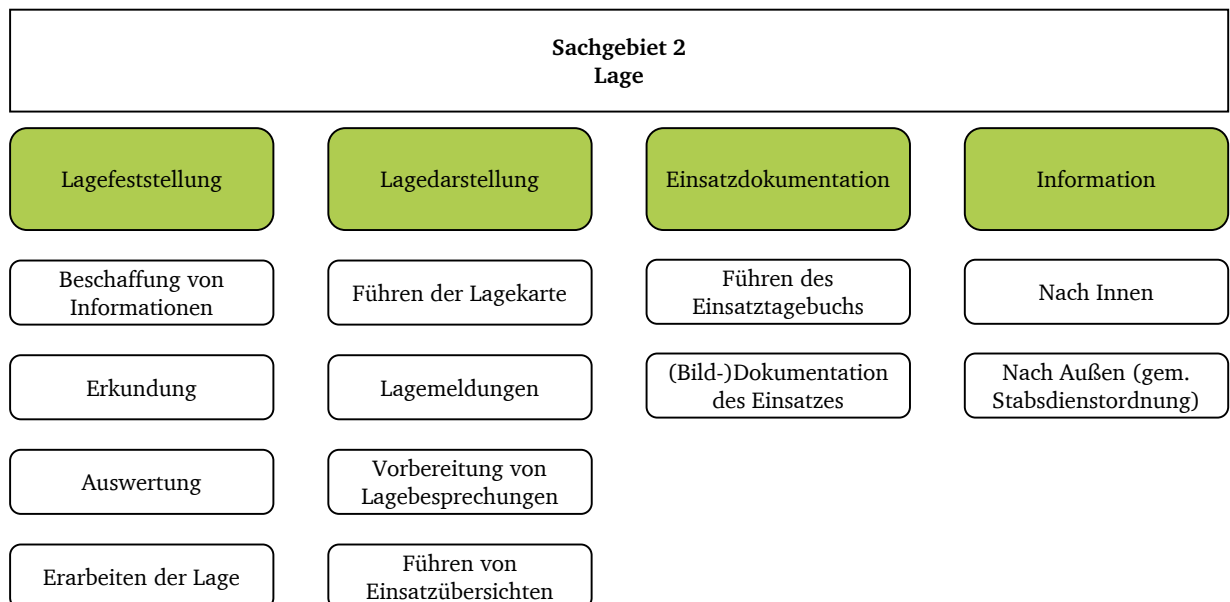 Sachgebiet 2
Lage
Lagefeststellung
Lagedarstellung
Einsatzdokumentation
Information
Beschaffung von
Informationen
Führen der Lagekarte
Führen des
Einsatztagebuchs
Nach Innen
Erkundung
Lagemeldungen
(Bild-)Dokumentation
des Einsatzes
Nach Außen (gem.
Stabsdienstordnung)
Auswertung
Vorbereitung von
Lagebesprechungen
Erarbeiten der Lage
Führen von
Einsatzübersichten